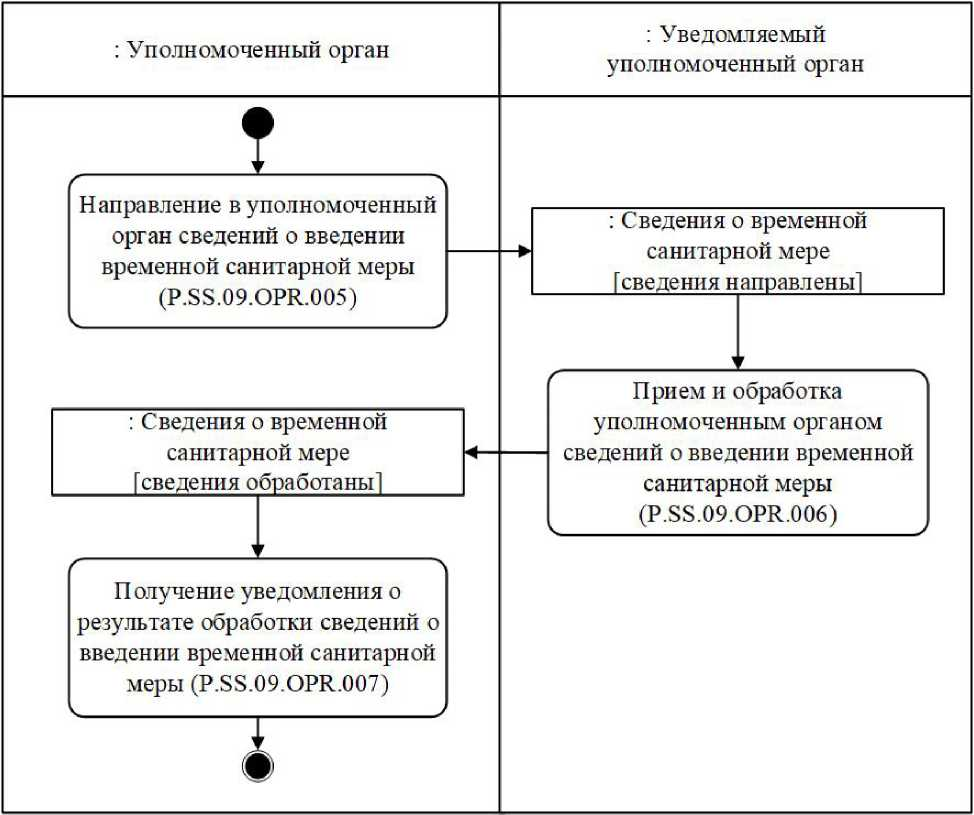 : Уполномоченный орган
: Уведомляемый
уполномоченный орган
Направление в уполномоченный
орган сведений о введении
временной санитарной меры
(P.SS.09.OPR.005)
: Сведения о временной
санитарной мере
[сведения направлены]
Прием и обработка
уполномоченным органом
сведений о введении временной
санитарной меры
(P.SS.09.OPR.006)
: Сведения о временной
санитарной мере
[сведения обработаны]
Получение уведомления о
результате обработки сведений о
введении временной санитарной
меры (P.SS.09.OPR.007)